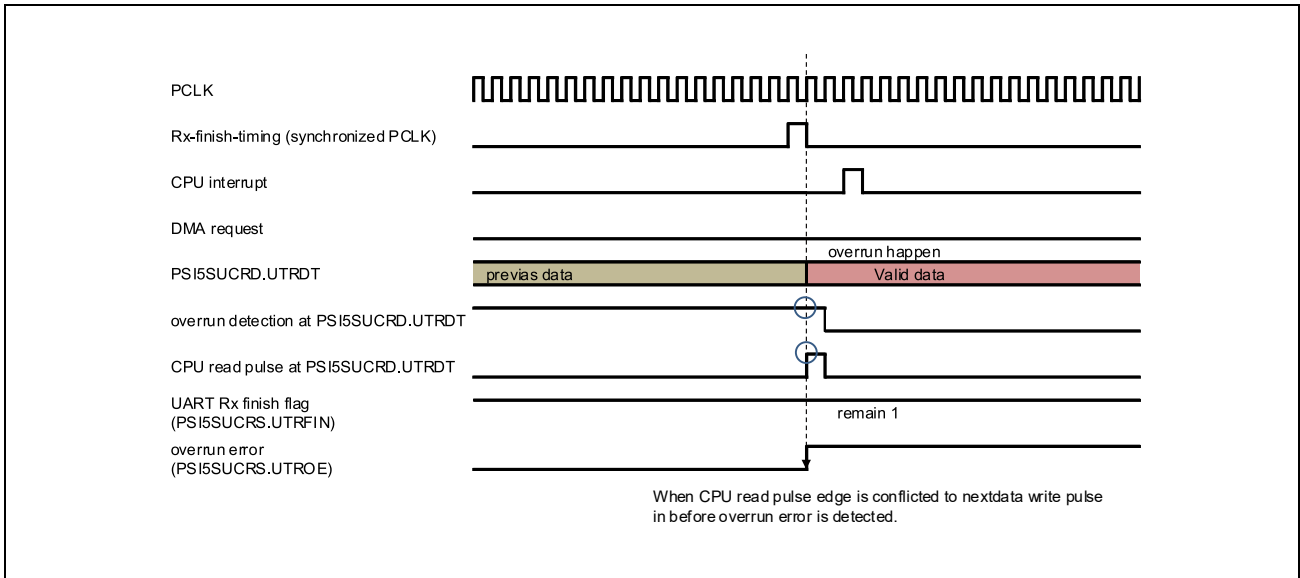 PCLK
Rx-finish-timing (synchronized PCLK)
CPU interrupt
DMA request
overrun happen
PSI5SUCRD.UTRDT
previas data
Valid data
overrun detection at PSI5SUCRD.UTRDT
CPU read pulse at PSI5SUCRD.UTRDT
UART Rx finish flag
(PSI5SUCRS.UTRFIN)
remain 1
overrun error
(PSI5SUCRS.UTROE)
When CPU read pulse edge is conflicted to nextdata write pulse
in before overrun error is detected.